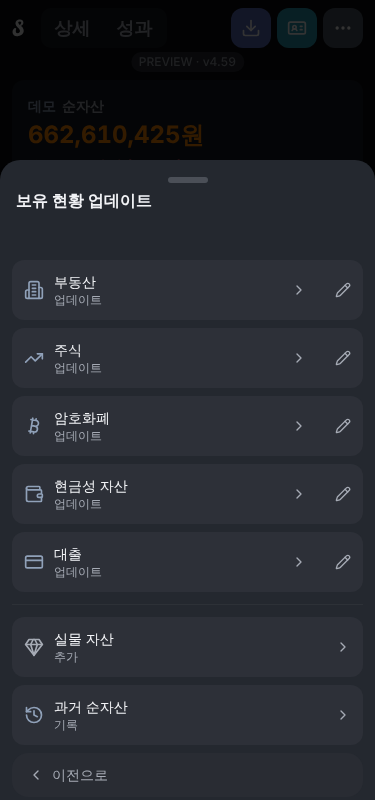 상세 성과
PREVIEW · v4.59
데모 순자산
662,610,425원
보유 현황 업데이트
부동산
업데이트
주식
업데이트
암호화폐
업데이트
현금성 자산
업데이트
대출
업데이트
실물 자산
추가
과거 순자산
기록
이전으로